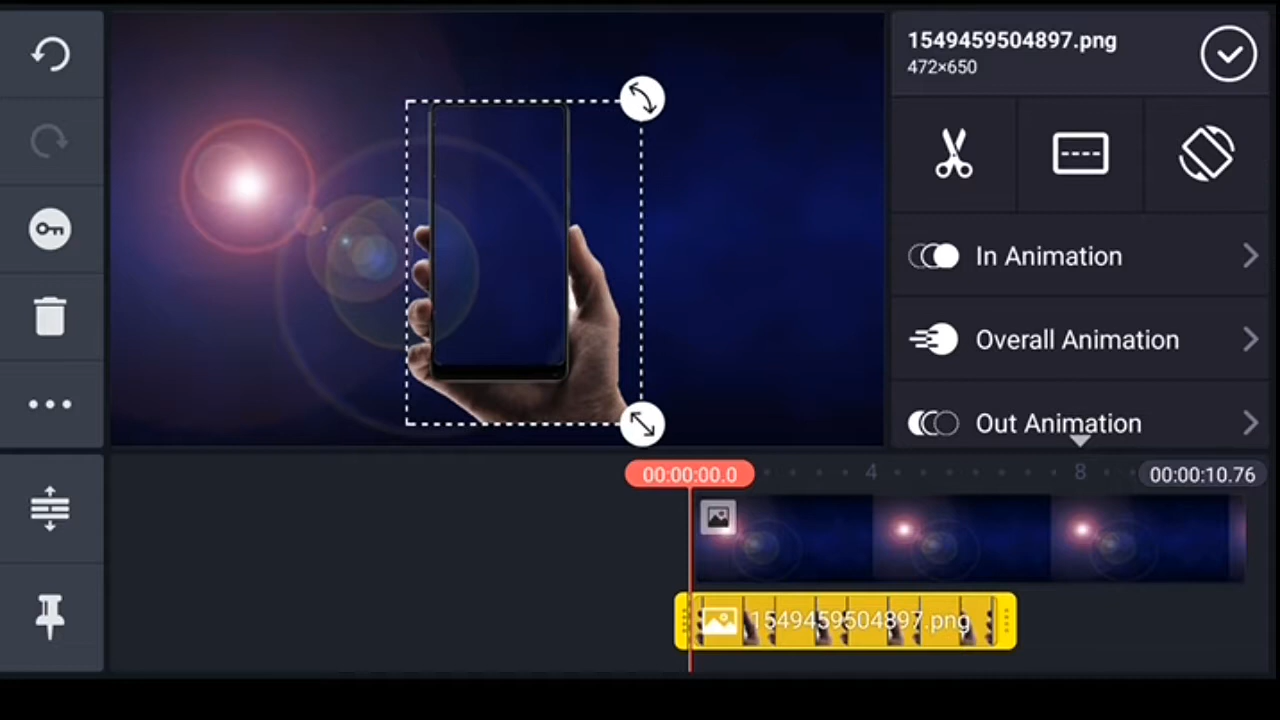 1549459504897.png
472×650
In Animation
Overall Animation
Out Animation
00:00:00.0
4
8
00:00:10.76
1549459504897.png